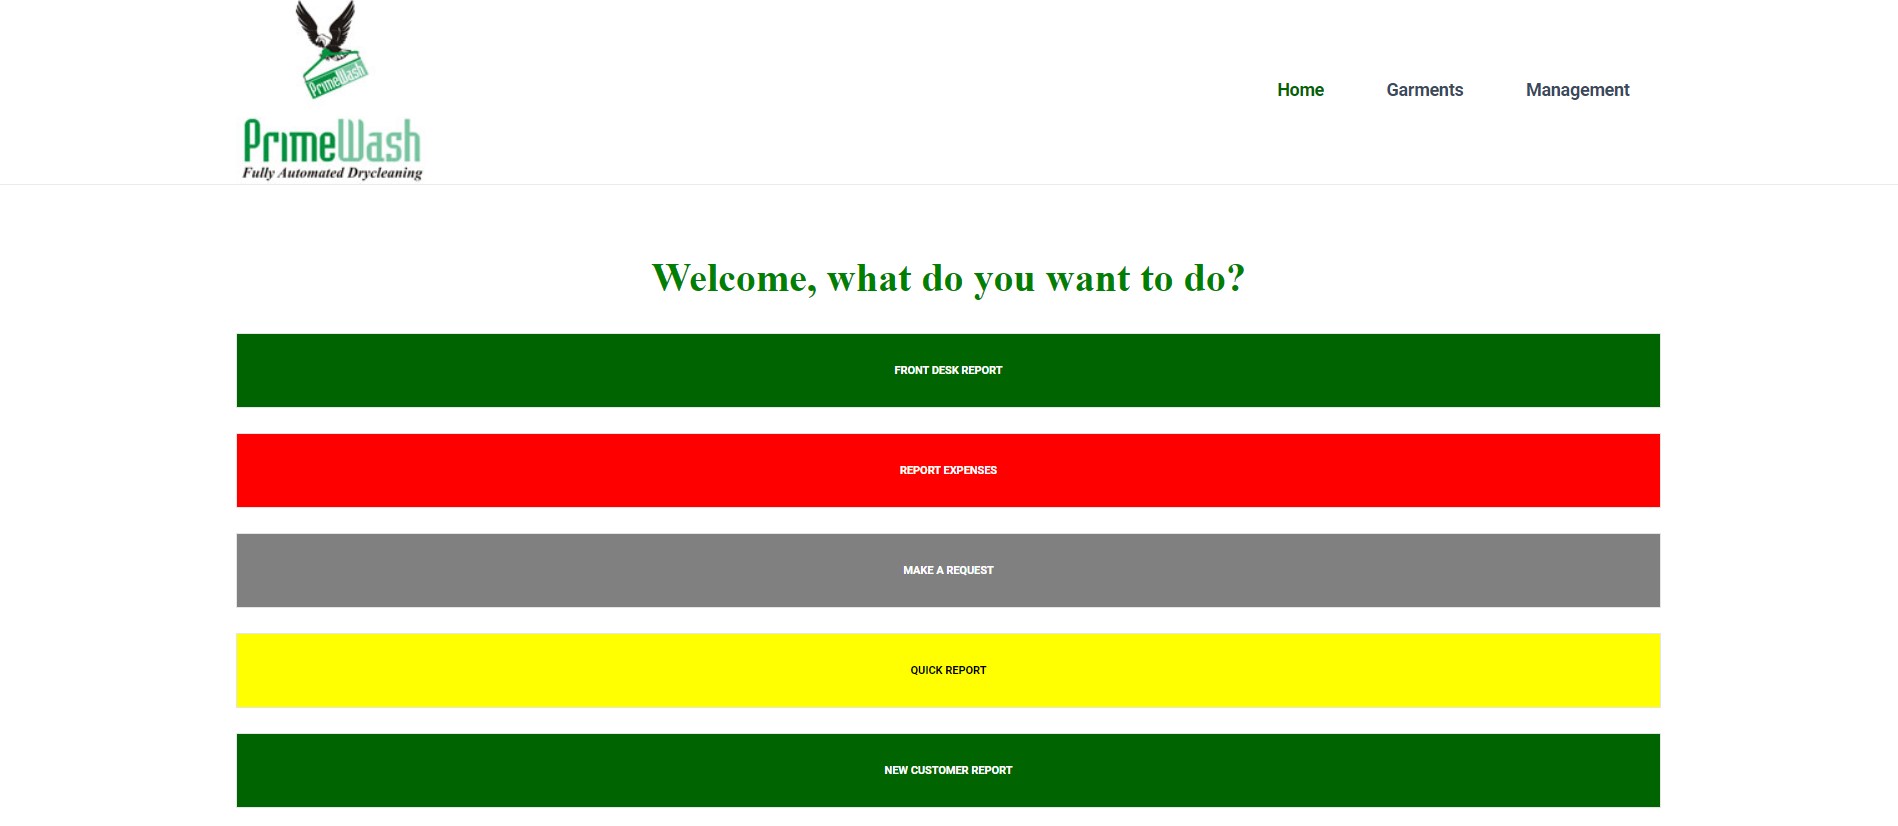 PrimeWash
PrimeWash
Fully Automated Drycleaning
Home
Garments
Management
Welcome, what do you want to do?
FRONT DESK REPORT
REPORT EXPENSES
MAKE A REQUEST
QUICK REPORT
NEW CUSTOMER REPORT